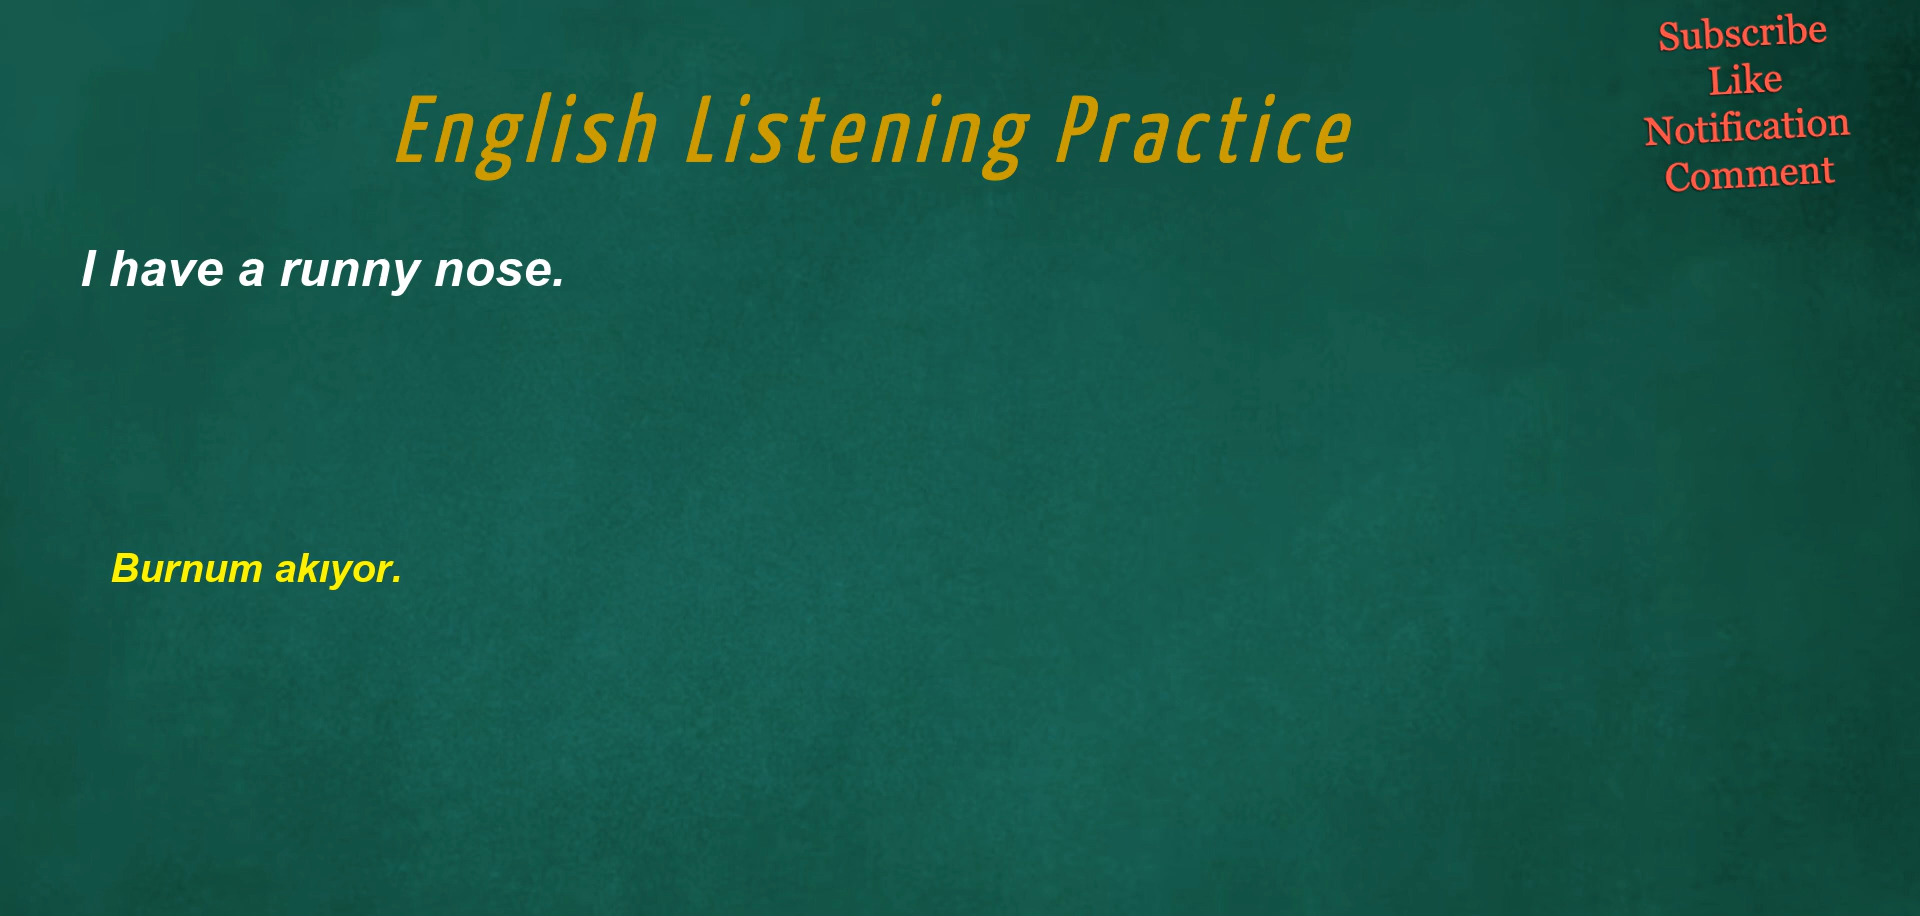 English Listening Practice
Subscribe
Like
Notification
Comment
I have a runny nose.
Burnum akıyor.